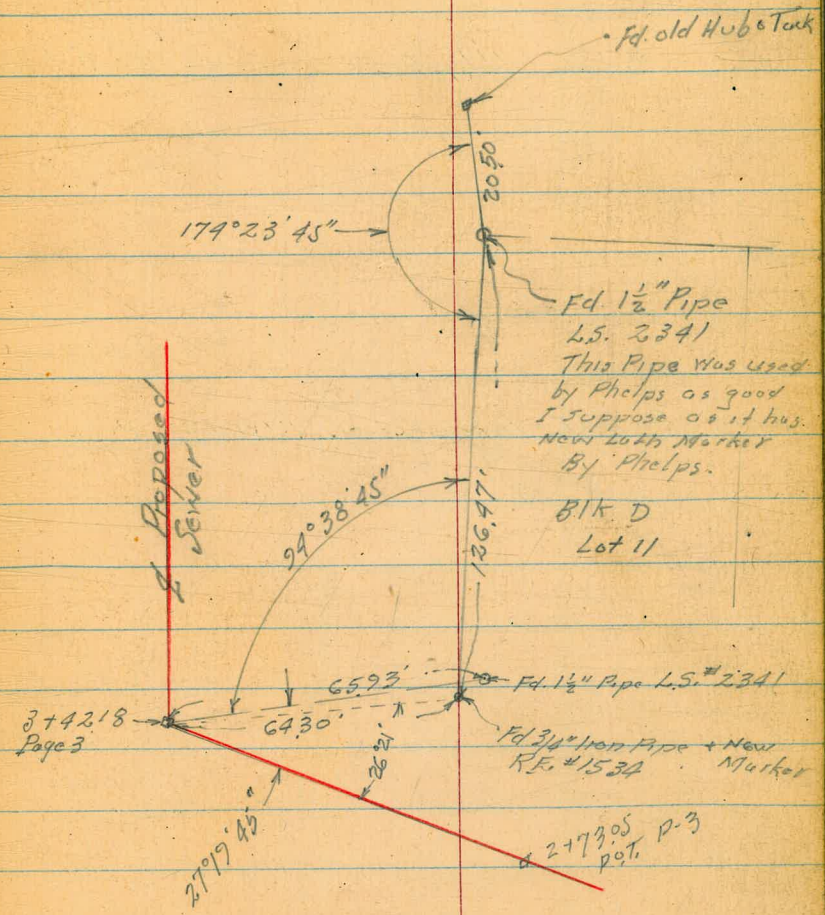 Fd. old Hub & Tack
20.50'
174°23'45"
Fd. 1½" Pipe
L.S. 2341
This Pipe was used
by Phelps as good
I suppose as it has
New Lath Marker
By Phelps.
Blk D
Lot 11
℄ Proposed
Sewer
94°38'45"
126.47'
65.93'
Fd. 1½" Pipe L.S.#2341
3+42.18
Page 3
64.30'
26°21'
Fd 3/4" Iron Pipe + New
R.E. #1534 Marker
27°19'45"
2+73.05 P-3
P.O.T.